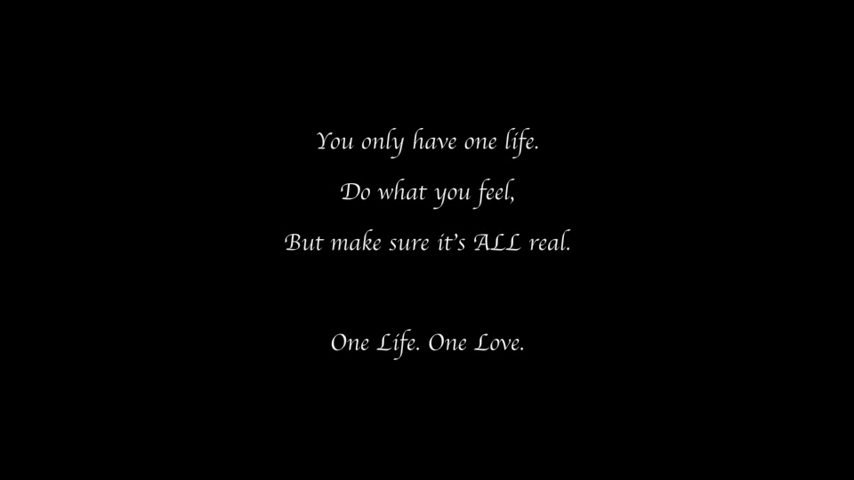 You only have one life.
Do what you feel,
But make sure it's ALL real.
One Life. One Love.